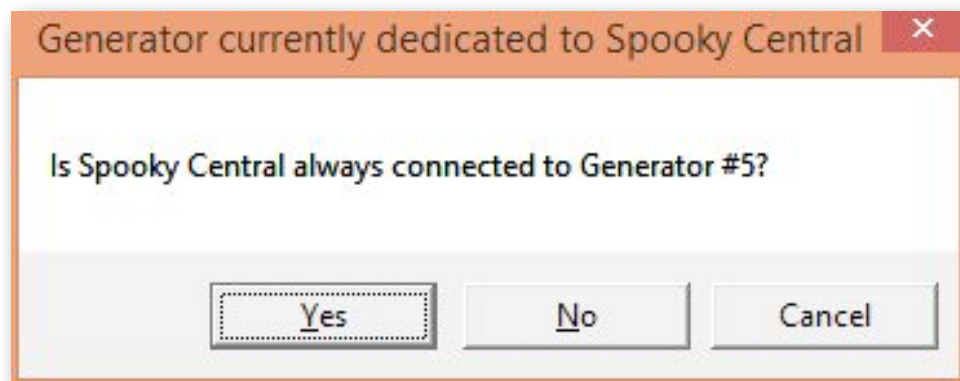 Generator currently dedicated to Spooky Central
Is Spooky Central always connected to Generator #5?
Yes No Cancel